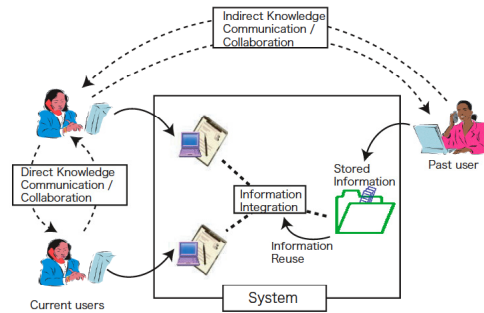 Indirect Knowledge
Communication /
Collaboration
Past user
Stored
Information
Direct Knowledge
Communication /
Collaboration
Information
Integration
Information
Reuse
Current users
System